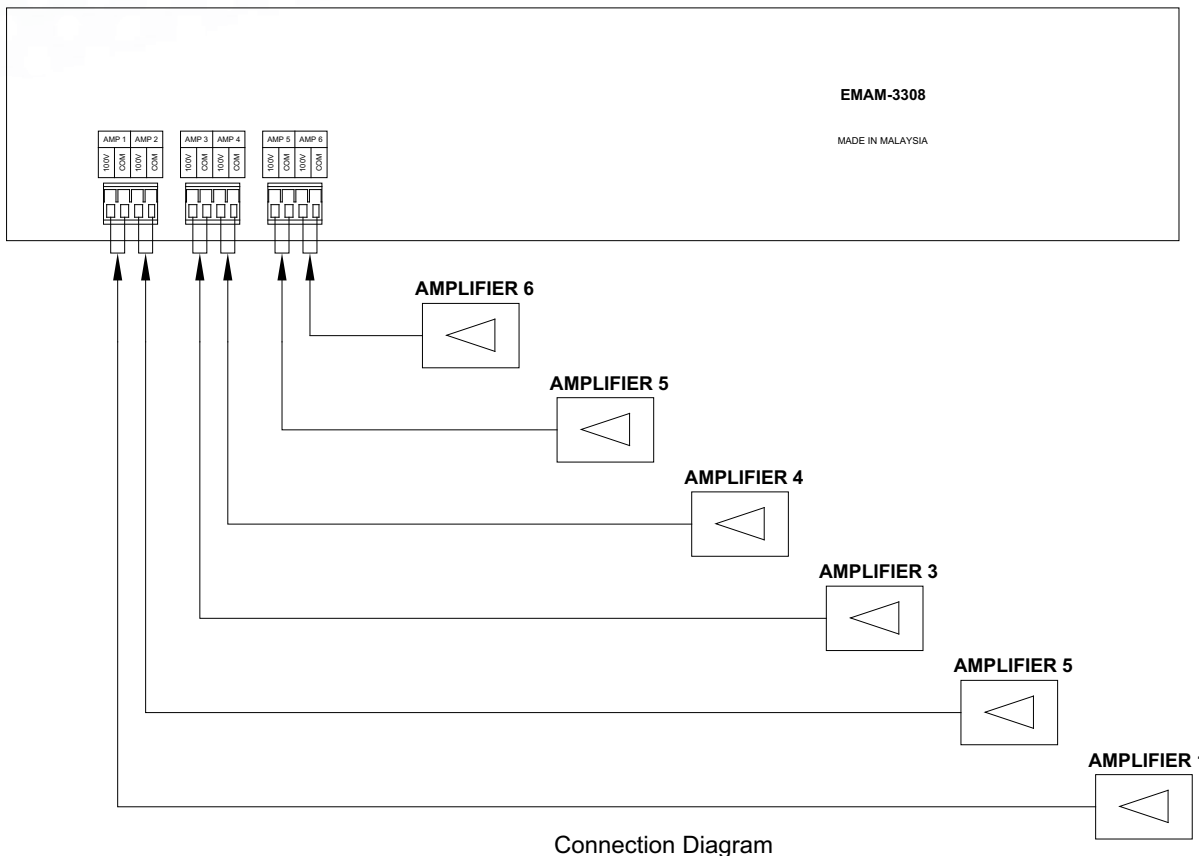 EMAM-3308
MADE IN MALAYSIA
AMP 1 AMP 2 AMP 3 AMP 4 AMP 5 AMP 6
100V COM 100V COM 100V COM 100V COM 100V COM 100V COM
AMPLIFIER 6
AMPLIFIER 5
AMPLIFIER 4
AMPLIFIER 3
AMPLIFIER 5
AMPLIFIER
Connection Diagram